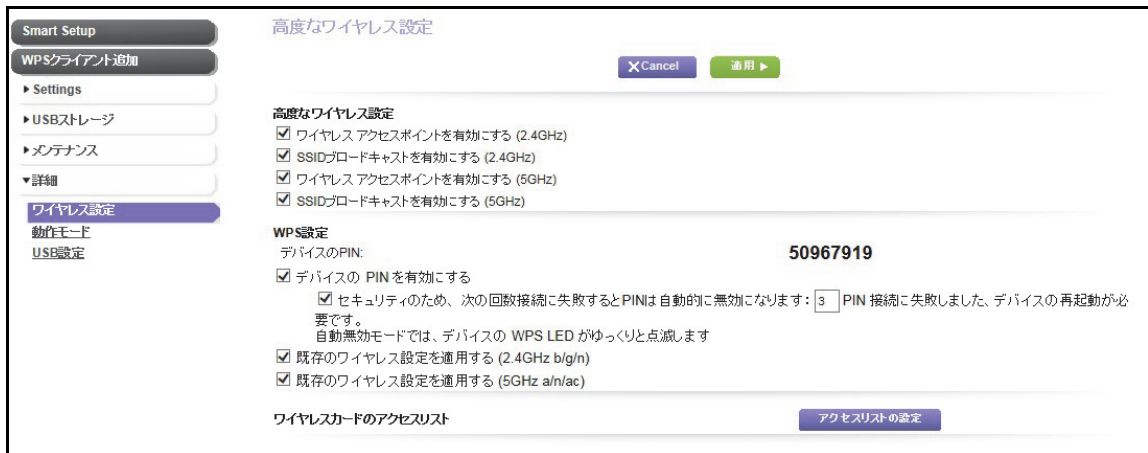 Smart Setup
WPSクライアント追加
Settings
USBストレージ
メンテナンス
詳細
ワイヤレス設定
動作モード
USB設定
高度なワイヤレス設定
Cancel
適用
高度なワイヤレス設定
ワイヤレス アクセスポイントを有効にする (2.4GHz)
SSIDブロードキャストを有効にする (2.4GHz)
ワイヤレス アクセスポイントを有効にする (5GHz)
SSIDブロードキャストを有効にする (5GHz)
WPS設定
デバイスのPIN: 50967919
デバイスの PIN を有効にする
セキュリティのため、次の回数接続に失敗するとPINは自動的に無効になります: 3 PIN 接続に失敗しました、デバイスの再起動が必
要です。
自動無効モードでは、デバイスの WPS LED がゆっくりと点滅します
既存のワイヤレス設定を適用する (2.4GHz b/g/n)
既存のワイヤレス設定を適用する (5GHz a/n/ac)
ワイヤレスカードのアクセスリスト アクセスリストの設定